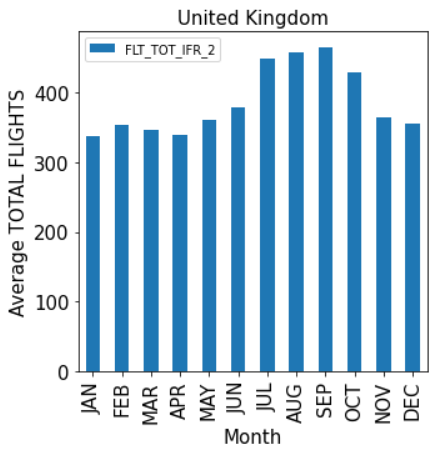 United Kingdom
FLT_TOT_IFR_2
Average TOTAL FLIGHTS
400
300
200
100
0
JAN
FEB
MAR
APR
MAY
JUN
JUL
AUG
SEP
OCT
NOV
DEC
Month